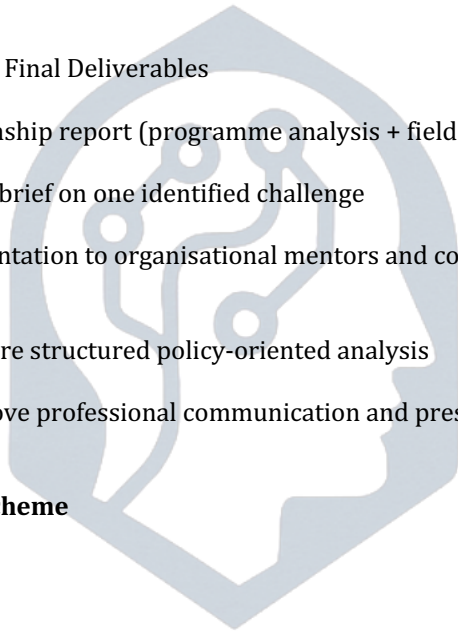 Final Deliverables
nship report (programme analysis + field
brief on one identified challenge
ntation to organisational mentors and co
re structured policy-oriented analysis
ove professional communication and pres
heme